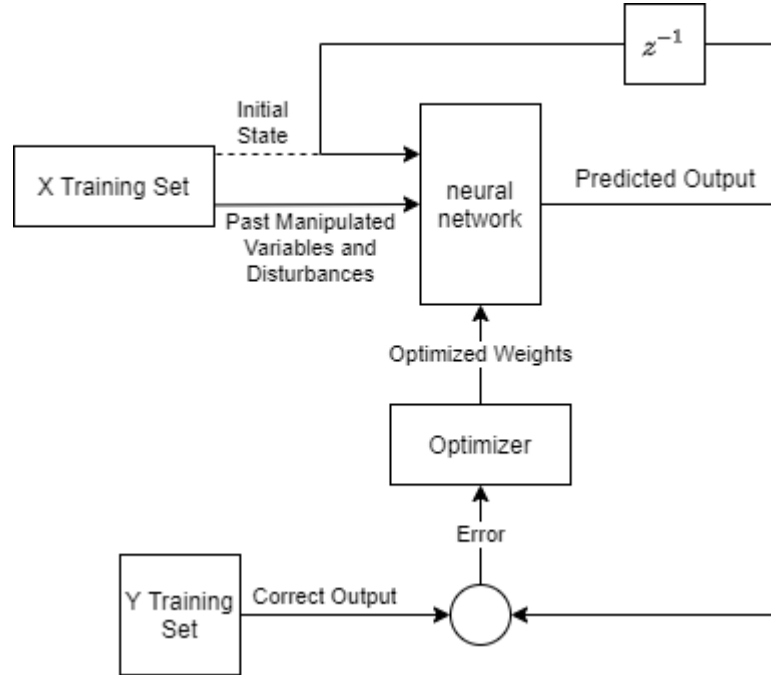 z⁻¹
Initial
State
X Training Set
Past Manipulated
Variables and
Disturbances
neural
network
Predicted Output
Optimized Weights
Optimizer
Error
Y Training
Set
Correct Output